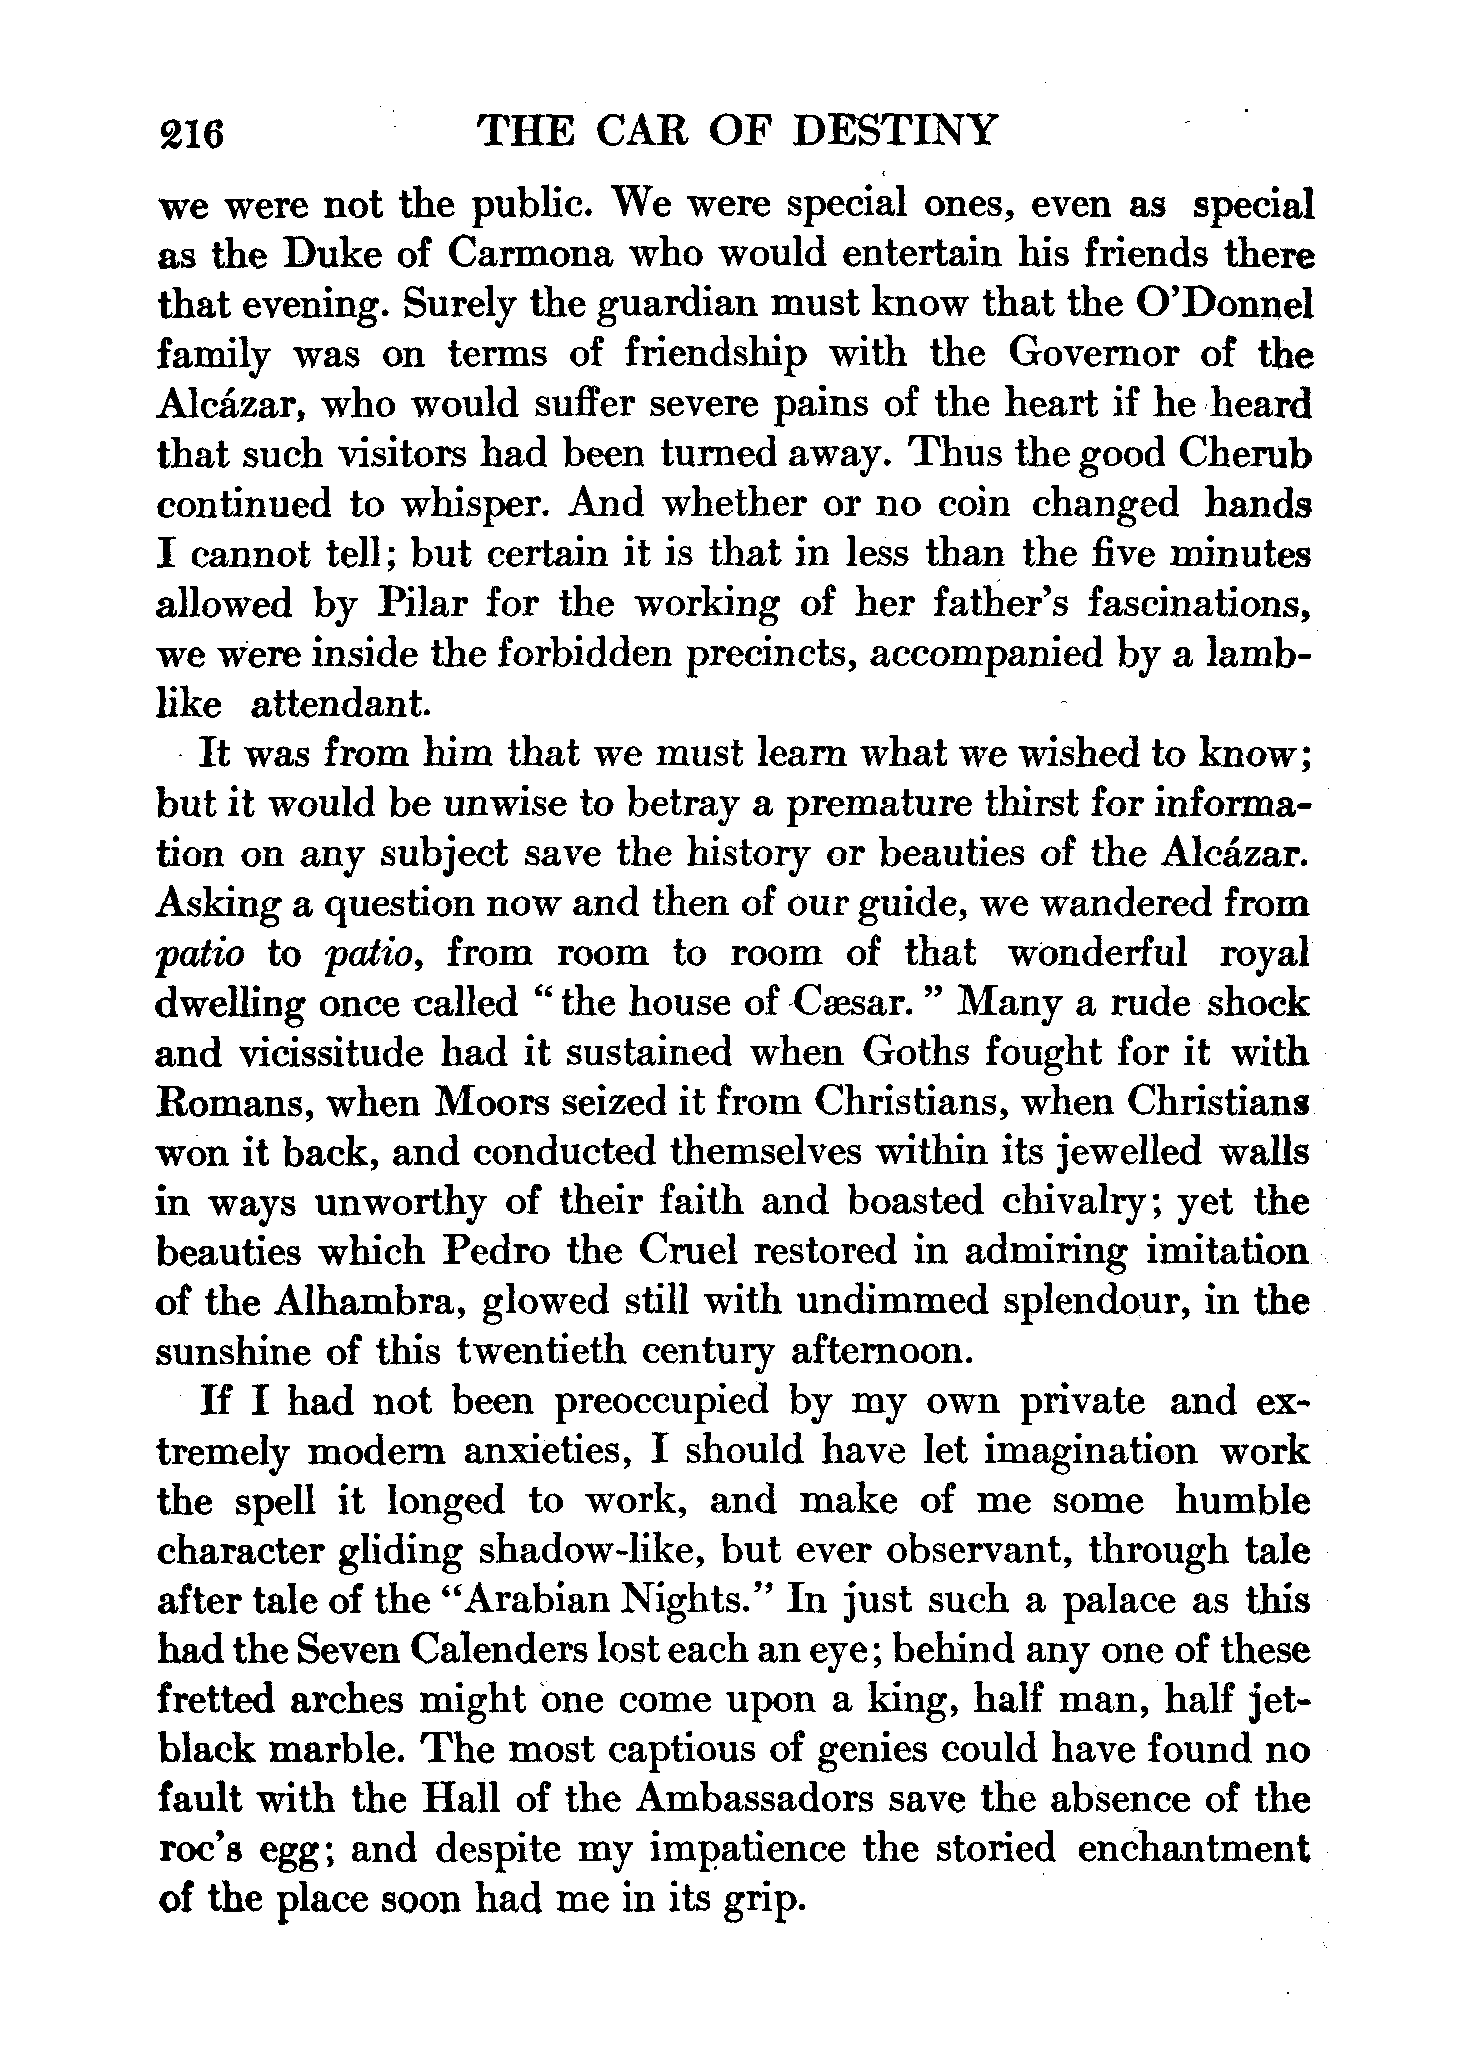 216 THE CAR OF DESTINY
we were not the public. We were special ones, even as special
as the Duke of Carmona who would entertain his friends there
that evening. Surely the guardian must know that the O'Donnel
family was on terms of friendship with the Governor of the
Alcázar, who would suffer severe pains of the heart if he heard
that such visitors had been turned away. Thus the good Cherub
continued to whisper. And whether or no coin changed hands
I cannot tell; but certain it is that in less than the five minutes
allowed by Pilar for the working of her father's fascinations,
we were inside the forbidden precincts, accompanied by a lamb-
like attendant.
It was from him that we must learn what we wished to know;
but it would be unwise to betray a premature thirst for informa-
tion on any subject save the history or beauties of the Alcázar.
Asking a question now and then of our guide, we wandered from
patio to patio, from room to room of that wonderful royal
dwelling once called "the house of Cæsar." Many a rude shock
and vicissitude had it sustained when Goths fought for it with
Romans, when Moors seized it from Christians, when Christians
won it back, and conducted themselves within its jewelled walls
in ways unworthy of their faith and boasted chivalry; yet the
beauties which Pedro the Cruel restored in admiring imitation
of the Alhambra, glowed still with undimmed splendour, in the
sunshine of this twentieth century afternoon.
If I had not been preoccupied by my own private and ex-
tremely modern anxieties, I should have let imagination work
the spell it longed to work, and make of me some humble
character gliding shadow-like, but ever observant, through tale
after tale of the "Arabian Nights." In just such a palace as this
had the Seven Calenders lost each an eye; behind any one of these
fretted arches might one come upon a king, half man, half jet-
black marble. The most captious of genies could have found no
fault with the Hall of the Ambassadors save the absence of the
roc's egg; and despite my impatience the storied enchantment
of the place soon had me in its grip.